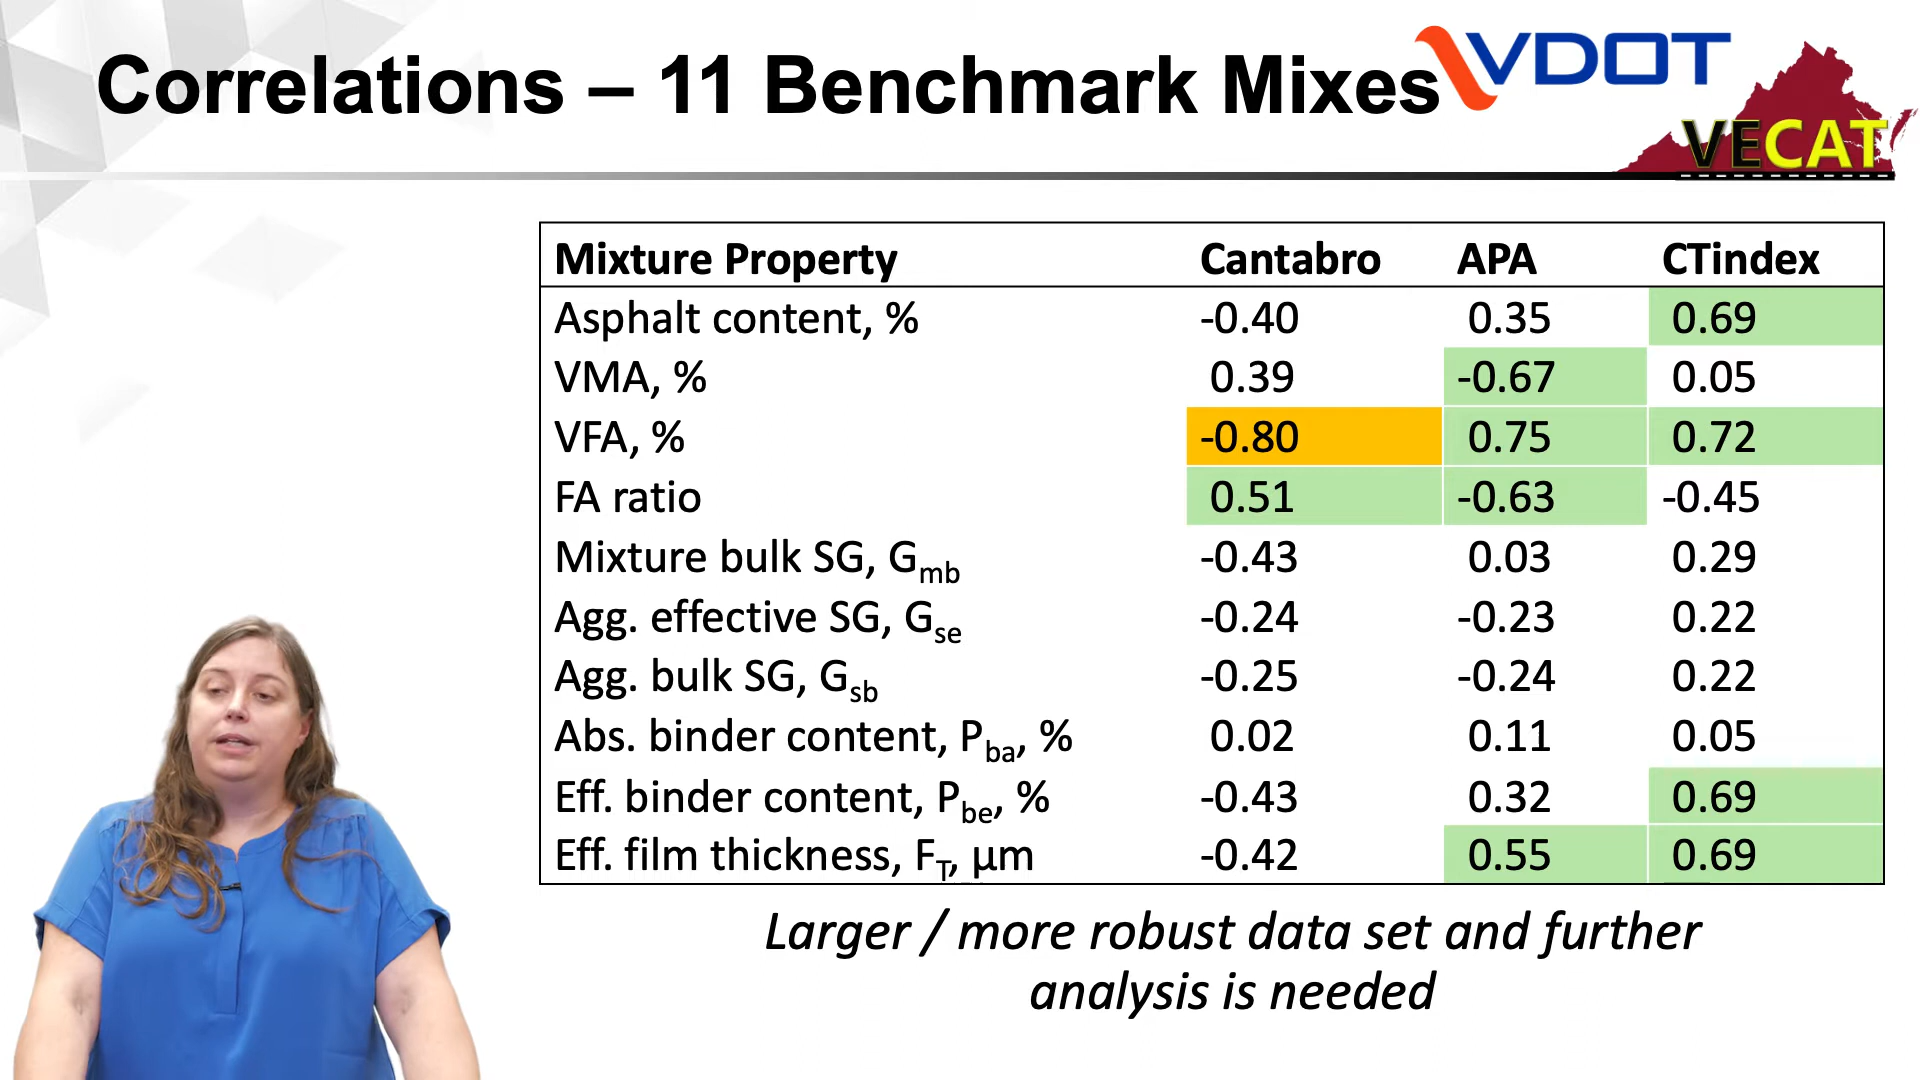 Correlations – 11 Benchmark Mixes
VDOT
VECAT
Mixture Property Cantabro APA CTindex
Asphalt content, % -0.40 0.35 0.69
VMA, % 0.39 -0.67 0.05
VFA, % -0.80 0.75 0.72
FA ratio 0.51 -0.63 -0.45
Mixture bulk SG, Gmb -0.43 0.03 0.29
Agg. effective SG, Gse -0.24 -0.23 0.22
Agg. bulk SG, Gsb -0.25 -0.24 0.22
Abs. binder content, Pba, % 0.02 0.11 0.05
Eff. binder content, Pbe, % -0.43 0.32 0.69
Eff. film thickness, FT, µm -0.42 0.55 0.69
Larger / more robust data set and further
analysis is needed